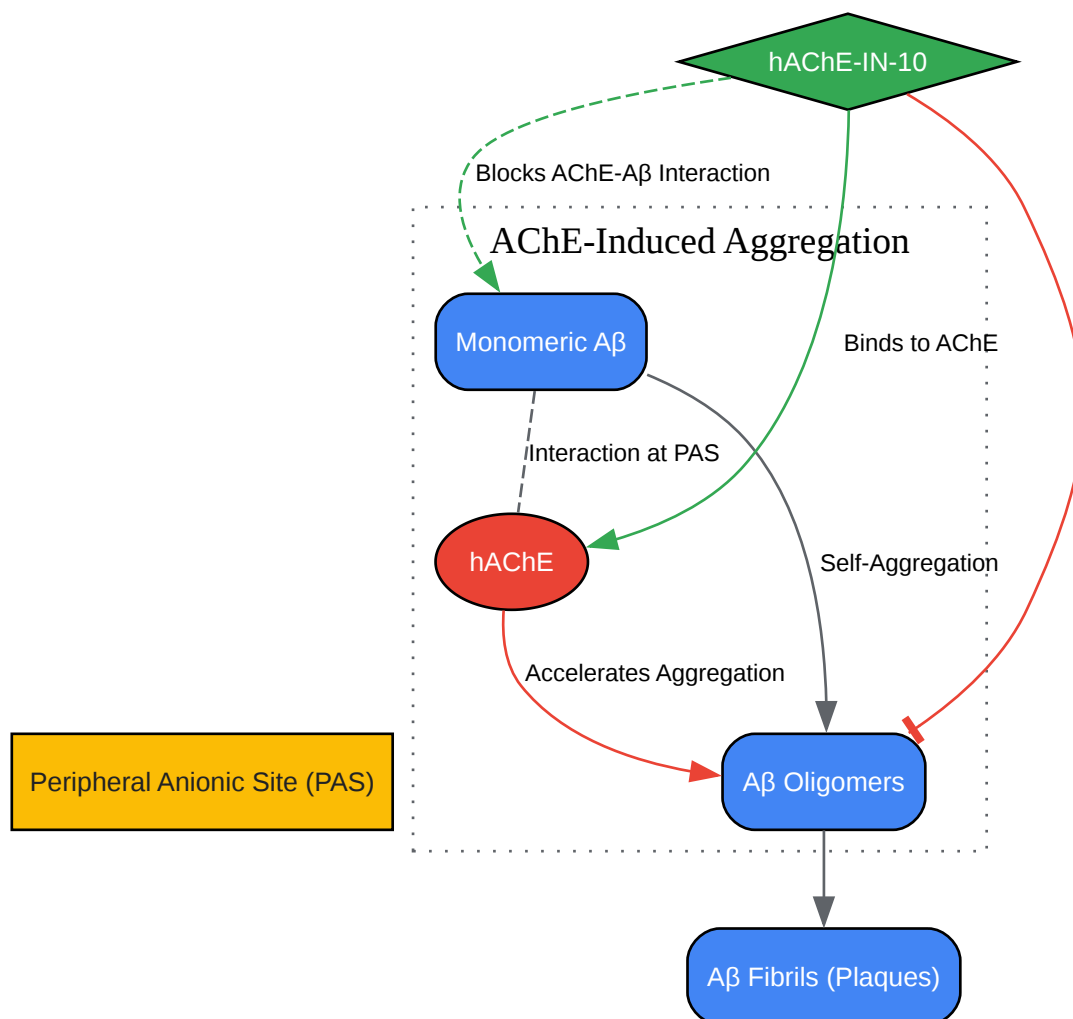 hAChE-IN-10
Blocks AChE-Aβ Interaction
AChE-Induced Aggregation
Monomeric Aβ
Binds to AChE
Interaction at PAS
hAChE
Self-Aggregation
Accelerates Aggregation
Peripheral Anionic Site (PAS)
Aβ Oligomers
Aβ Fibrils (Plaques)